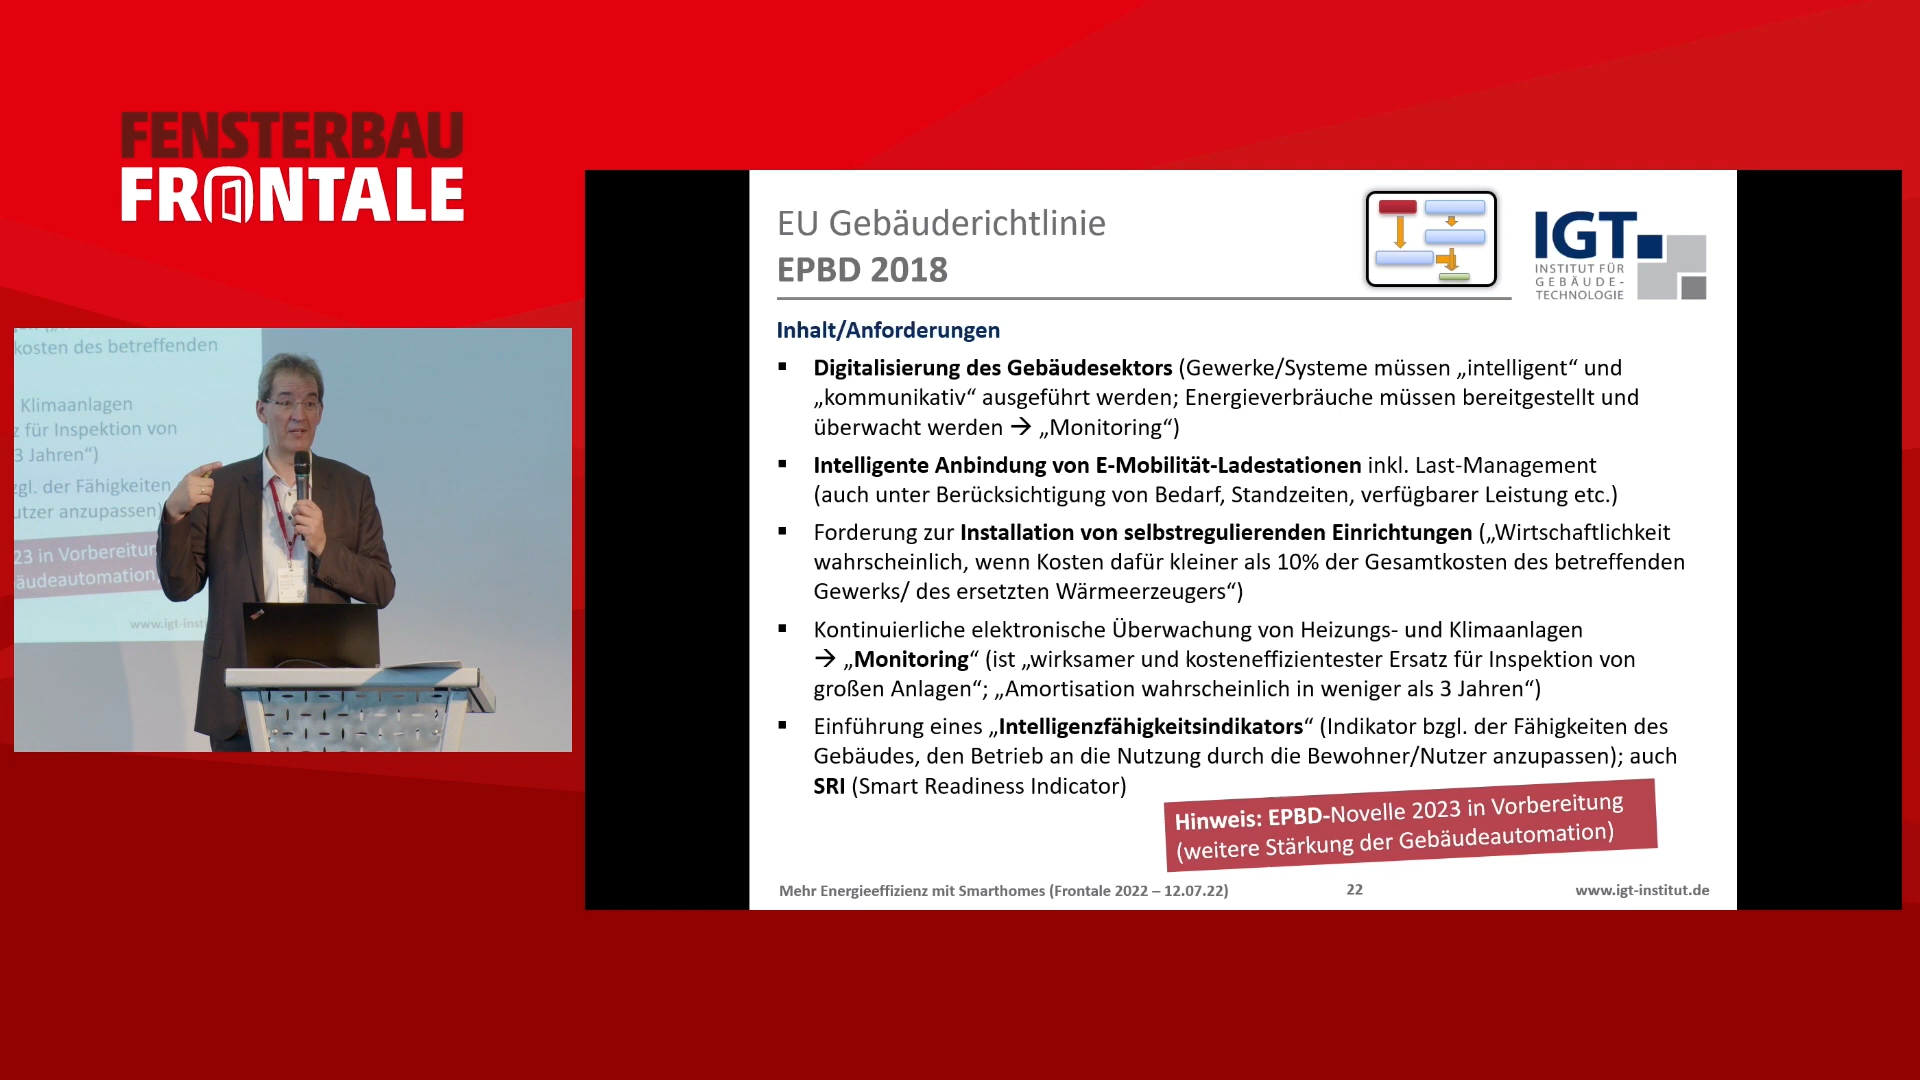 FENSTERBAU
FRONTALE
kosten des betreffenden
Klimaanlagen
z für Inspektion von
3 Jahren“)
zgl. der Fähigkeiten
utzer anzupassen)
23 in Vorbereitun
äudeautomation
www.igt-insti
EU Gebäuderichtlinie
EPBD 2018
IGT
INSTITUT FÜR
GEBÄUDE-
TECHNOLOGIE
Inhalt/Anforderungen
▪ Digitalisierung des Gebäudesektors (Gewerke/Systeme müssen „intelligent“ und
„kommunikativ“ ausgeführt werden; Energieverbräuche müssen bereitgestellt und
überwacht werden → „Monitoring“)
▪ Intelligente Anbindung von E-Mobilität-Ladestationen inkl. Last-Management
(auch unter Berücksichtigung von Bedarf, Standzeiten, verfügbarer Leistung etc.)
▪ Forderung zur Installation von selbstregulierenden Einrichtungen („Wirtschaftlichkeit
wahrscheinlich, wenn Kosten dafür kleiner als 10% der Gesamtkosten des betreffenden
Gewerks/ des ersetzten Wärmeerzeugers“)
▪ Kontinuierliche elektronische Überwachung von Heizungs- und Klimaanlagen
→ „Monitoring“ (ist „wirksamer und kosteneffizientester Ersatz für Inspektion von
großen Anlagen“; „Amortisation wahrscheinlich in weniger als 3 Jahren“)
▪ Einführung eines „Intelligenzfähigkeitsindikators“ (Indikator bzgl. der Fähigkeiten des
Gebäudes, den Betrieb an die Nutzung durch die Bewohner/Nutzer anzupassen); auch
SRI (Smart Readiness Indicator)
Hinweis: EPBD-Novelle 2023 in Vorbereitung
(weitere Stärkung der Gebäudeautomation)
Mehr Energieeffizienz mit Smarthomes (Frontale 2022 – 12.07.22)
22
www.igt-institut.de